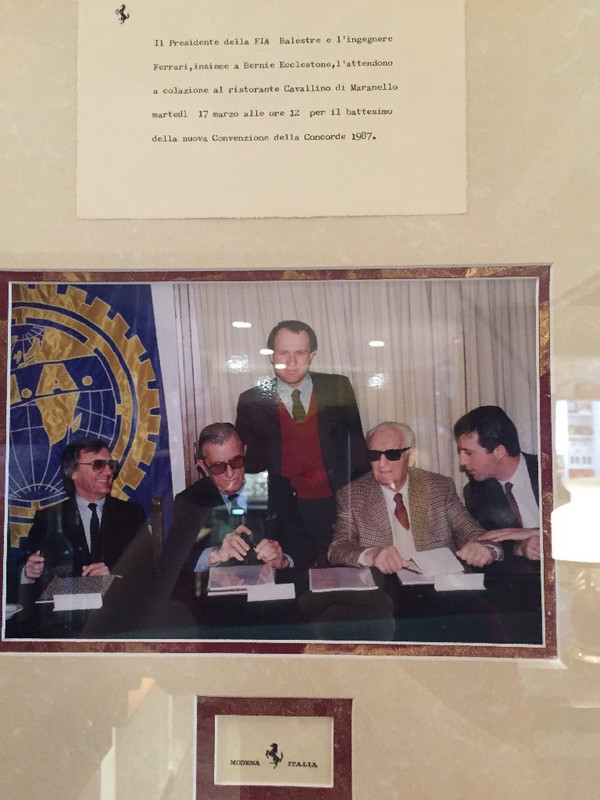 Il Presidente della FIA Balestre e l'ingegnere
Ferrari,insieme a Bernie Ecclestone,l'attendono
a colazione al ristorante Cavallino di Maranello
martedì 17 marzo alle ore 12 per il battesimo
della nuova Convenzione della Concorde 1987.
.A.
MODENA ITALIA